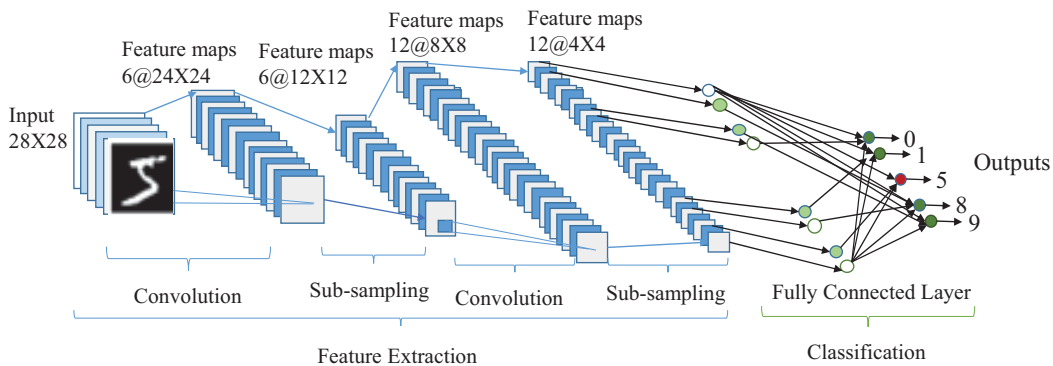 Feature maps
12@8X8
Feature maps
12@4X4
Feature maps
6@24X24
Feature maps
6@12X12
Input
28X28
0
1
5
8
9
Outputs
Convolution
Sub-sampling
Convolution
Sub-sampling
Fully Connected Layer
Feature Extraction
Classification